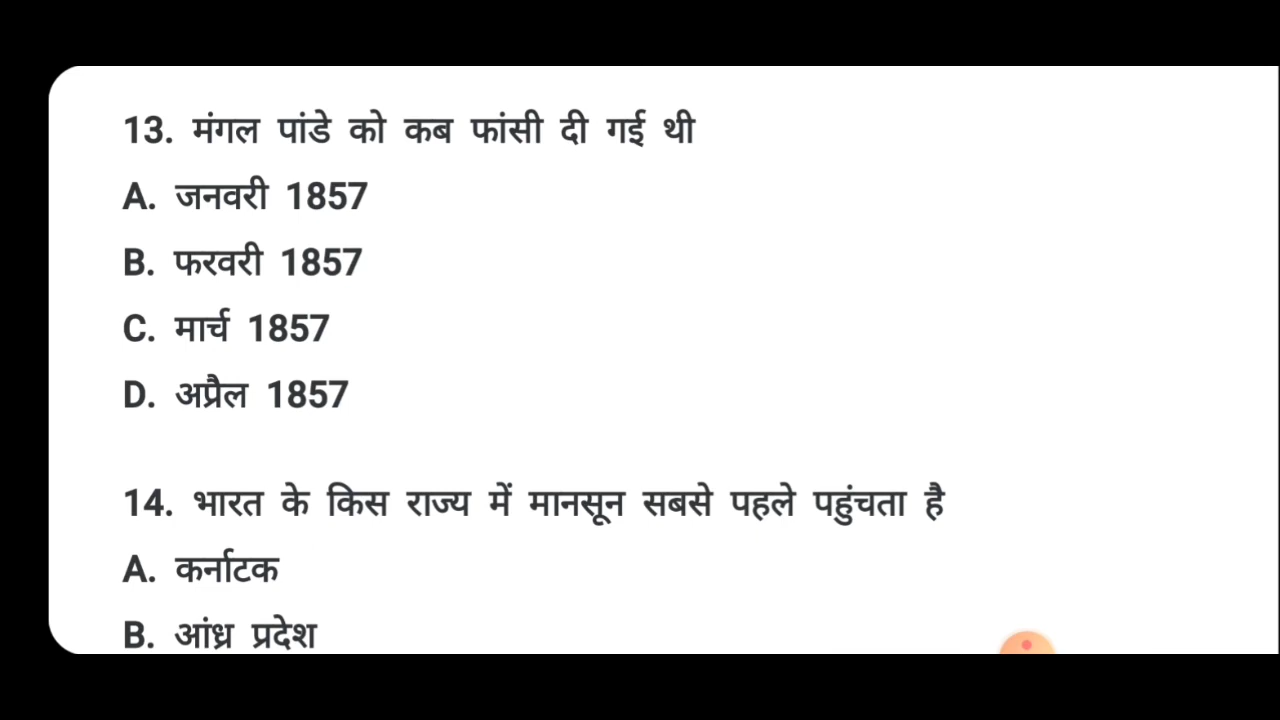 13. मंगल पांडे को कब फांसी दी गई थी
A. जनवरी 1857
B. फरवरी 1857
C. मार्च 1857
D. अप्रैल 1857
14. भारत के किस राज्य में मानसून सबसे पहले पहुंचता है
A. कर्नाटक
B. आंध्र प्रदेश